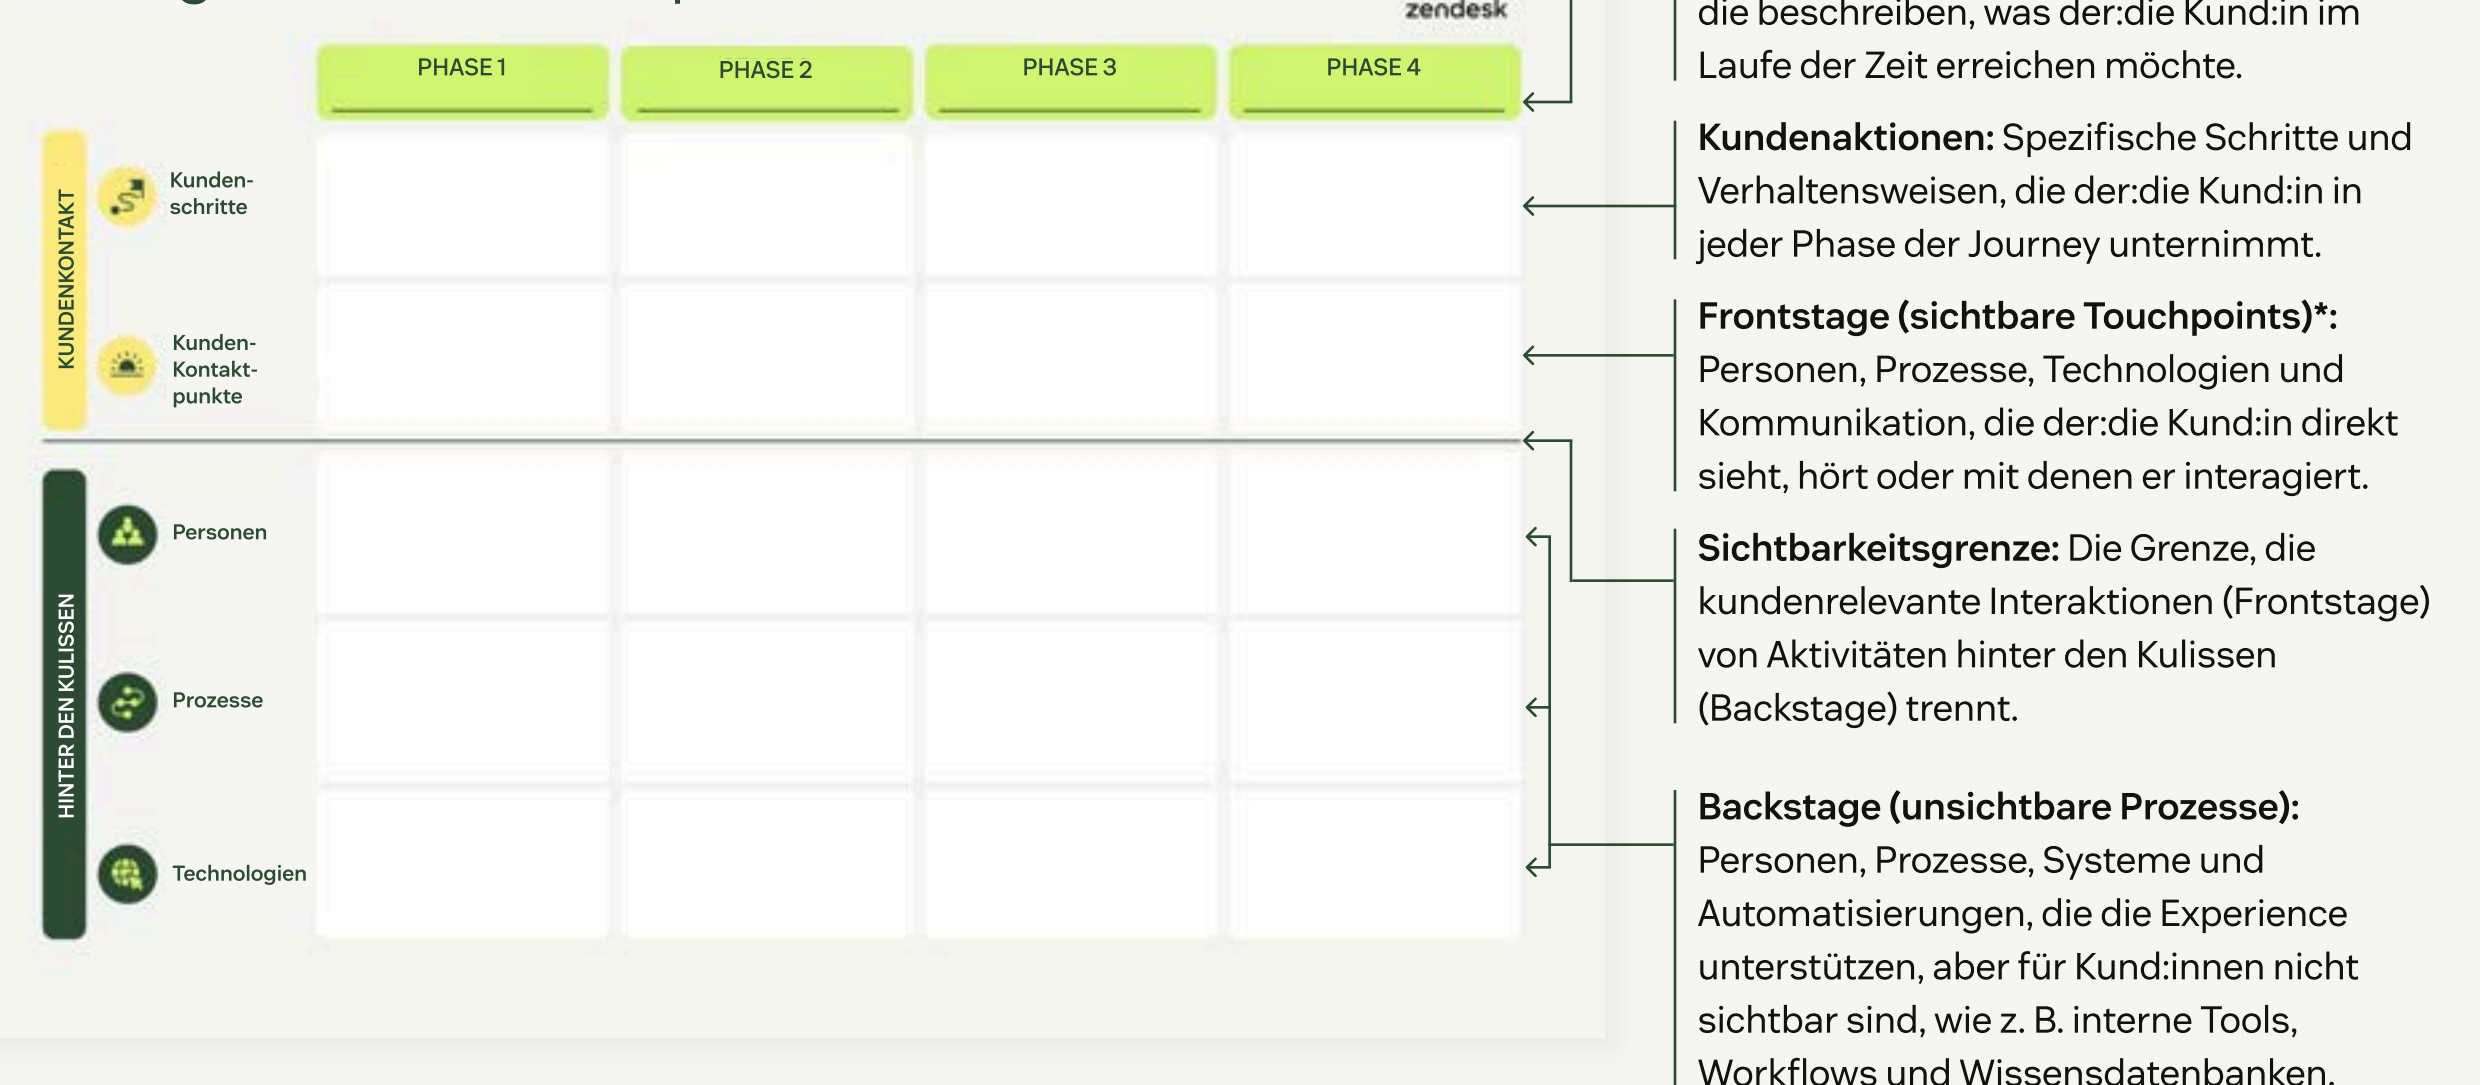 zendesk
PHASE 1
PHASE 2
PHASE 3
PHASE 4
KUNDENKONTAKT
Kunden-
schritte
Kunden-
Kontakt-
punkte
HINTER DEN KULISSEN
Personen
Prozesse
Technologien
die beschreiben, was der:die Kund:in im
Laufe der Zeit erreichen möchte.
Kundenaktionen: Spezifische Schritte und
Verhaltensweisen, die der:die Kund:in in
jeder Phase der Journey unternimmt.
Frontstage (sichtbare Touchpoints)*:
Personen, Prozesse, Technologien und
Kommunikation, die der:die Kund:in direkt
sieht, hört oder mit denen er interagiert.
Sichtbarkeitsgrenze: Die Grenze, die
kundenrelevante Interaktionen (Frontstage)
von Aktivitäten hinter den Kulissen
(Backstage) trennt.
Backstage (unsichtbare Prozesse):
Personen, Prozesse, Systeme und
Automatisierungen, die die Experience
unterstützen, aber für Kund:innen nicht
sichtbar sind, wie z. B. interne Tools,
Workflows und Wissensdatenbanken.